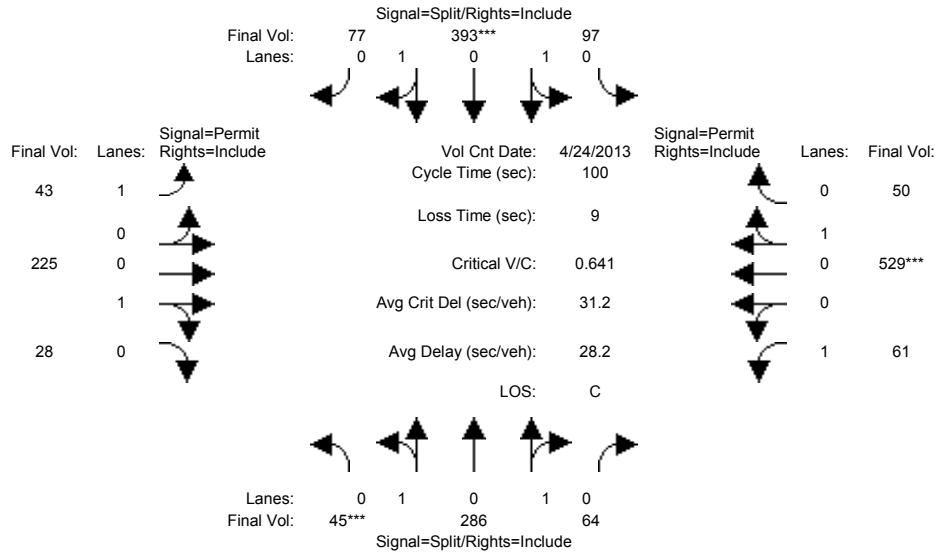 Signal=Split/Rights=Include
Final Vol: 77 393*** 97
Lanes: 0 1 0 1 0
Signal=Permit Signal=Permit
Final Vol: Lanes: Rights=Include Vol Cnt Date: 4/24/2013 Rights=Include Lanes: Final Vol:
43 1 Cycle Time (sec): 100 0 50
Loss Time (sec): 9
0 1
225 0 Critical V/C: 0.641 0 529***
1 Avg Crit Del (sec/veh): 31.2 0
28 0 Avg Delay (sec/veh): 28.2 1 61
LOS: C
Lanes: 0 1 0 1 0
Final Vol: 45*** 286 64
Signal=Split/Rights=Include